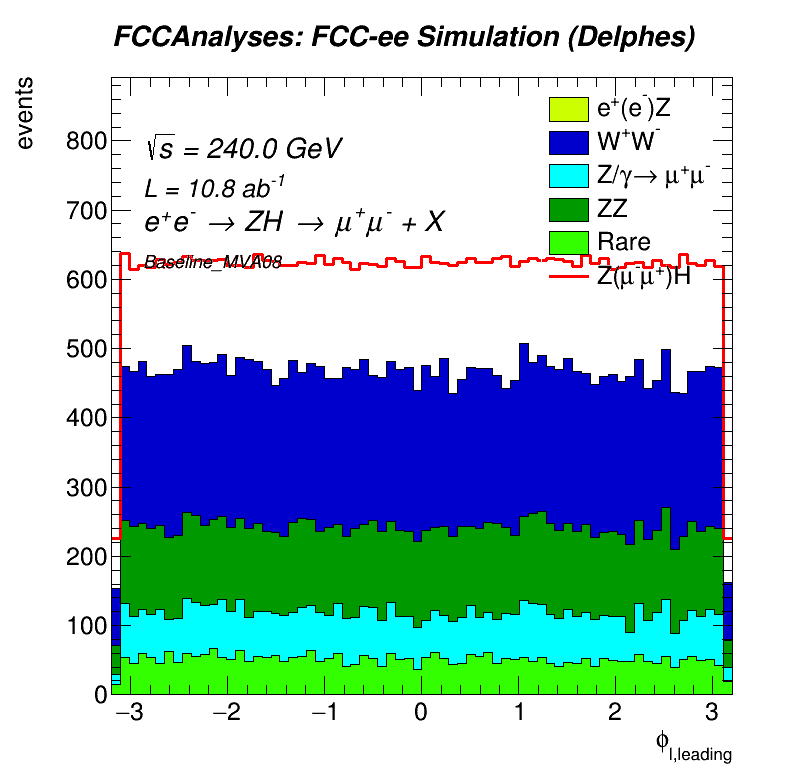 FCCAnalyses: FCC-ee Simulation (Delphes)
events
√s = 240.0 GeV
L = 10.8 ab⁻¹
e⁺e⁻ → ZH → μ⁺μ⁻ + X
Baseline_MVA08
e⁺(e⁻)Z
W⁺W⁻
Z/γ→ μ⁺μ⁻
ZZ
Rare
Z(μ⁻μ⁺)H
800
700
600
500
400
300
200
100
0
−3 −2 −1 0 1 2 3
ϕ_l,leading